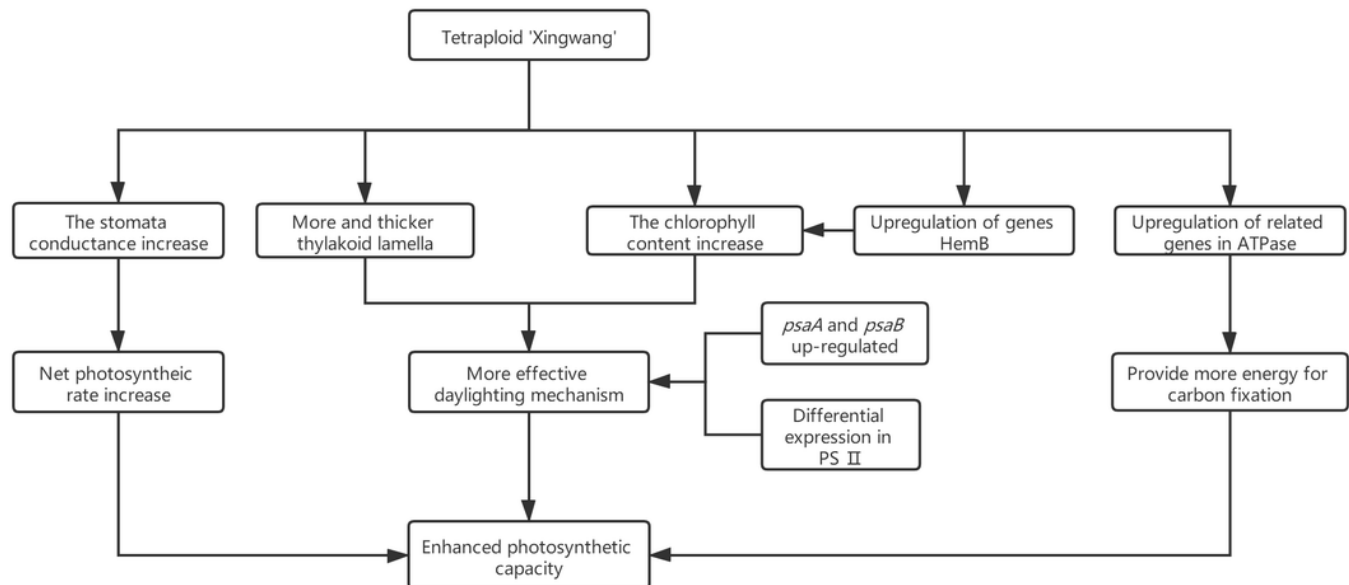 Tetraploid 'Xingwang'
The stomata
conductance increase
More and thicker
thylakoid lamella
The chlorophyll
content increase
Upregulation of genes
HemB
Upregulation of related
genes in ATPase
psaA and psaB
up-regulated
Net photosyntheic
rate increase
More effective
daylighting mechanism
Provide more energy for
carbon fixation
Differential
expression in
PS Ⅱ
Enhanced photosynthetic
capacity